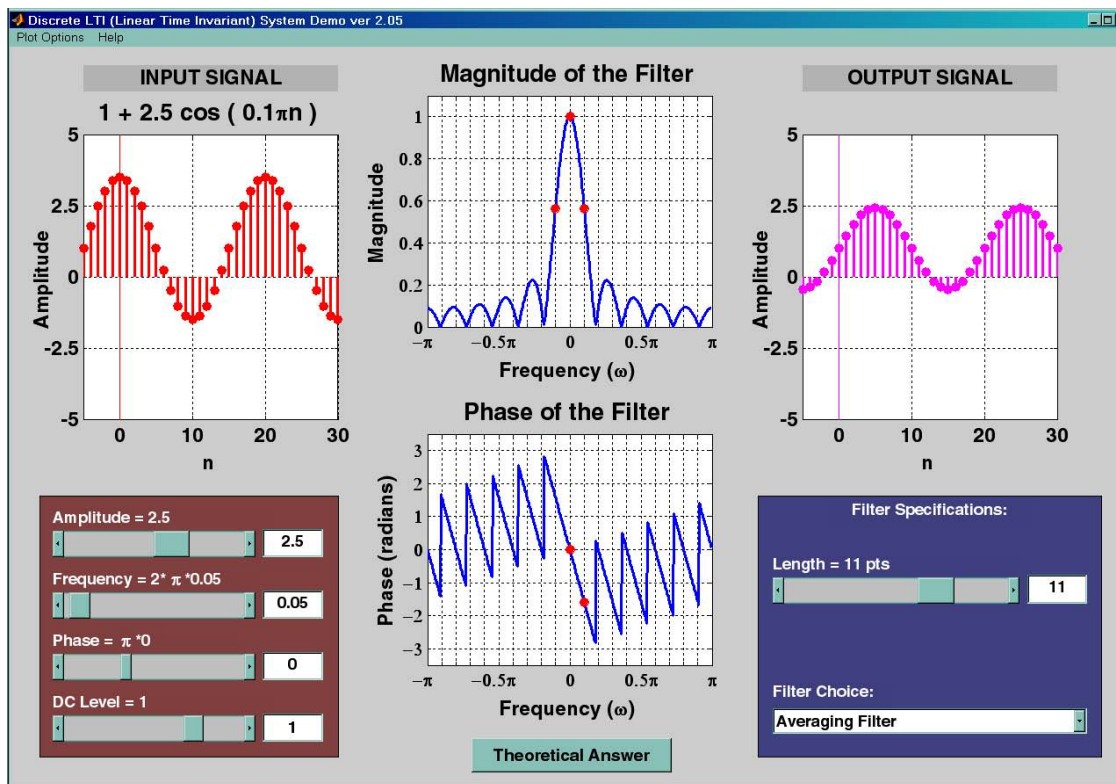 Discrete LTI (Linear Time Invariant) System Demo ver 2.05
Plot Options Help
INPUT SIGNAL
1 + 2.5 cos ( 0.1πn )
5
2.5
0
-2.5
-5
Amplitude
0 10 20 30
n
Magnitude of the Filter
1
0.8
0.6
0.4
0.2
0
Magnitude
−π −0.5π 0 0.5π π
Frequency (ω)
OUTPUT SIGNAL
5
2.5
0
-2.5
-5
Amplitude
0 10 20 30
n
Phase of the Filter
3
2
1
0
−1
−2
−3
Phase (radians)
−π −0.5π 0 0.5π π
Frequency (ω)
Amplitude = 2.5
2.5
Frequency = 2* π *0.05
0.05
Phase = π *0
0
DC Level = 1
1
Theoretical Answer
Filter Specifications:
Length = 11 pts
11
Filter Choice:
Averaging Filter